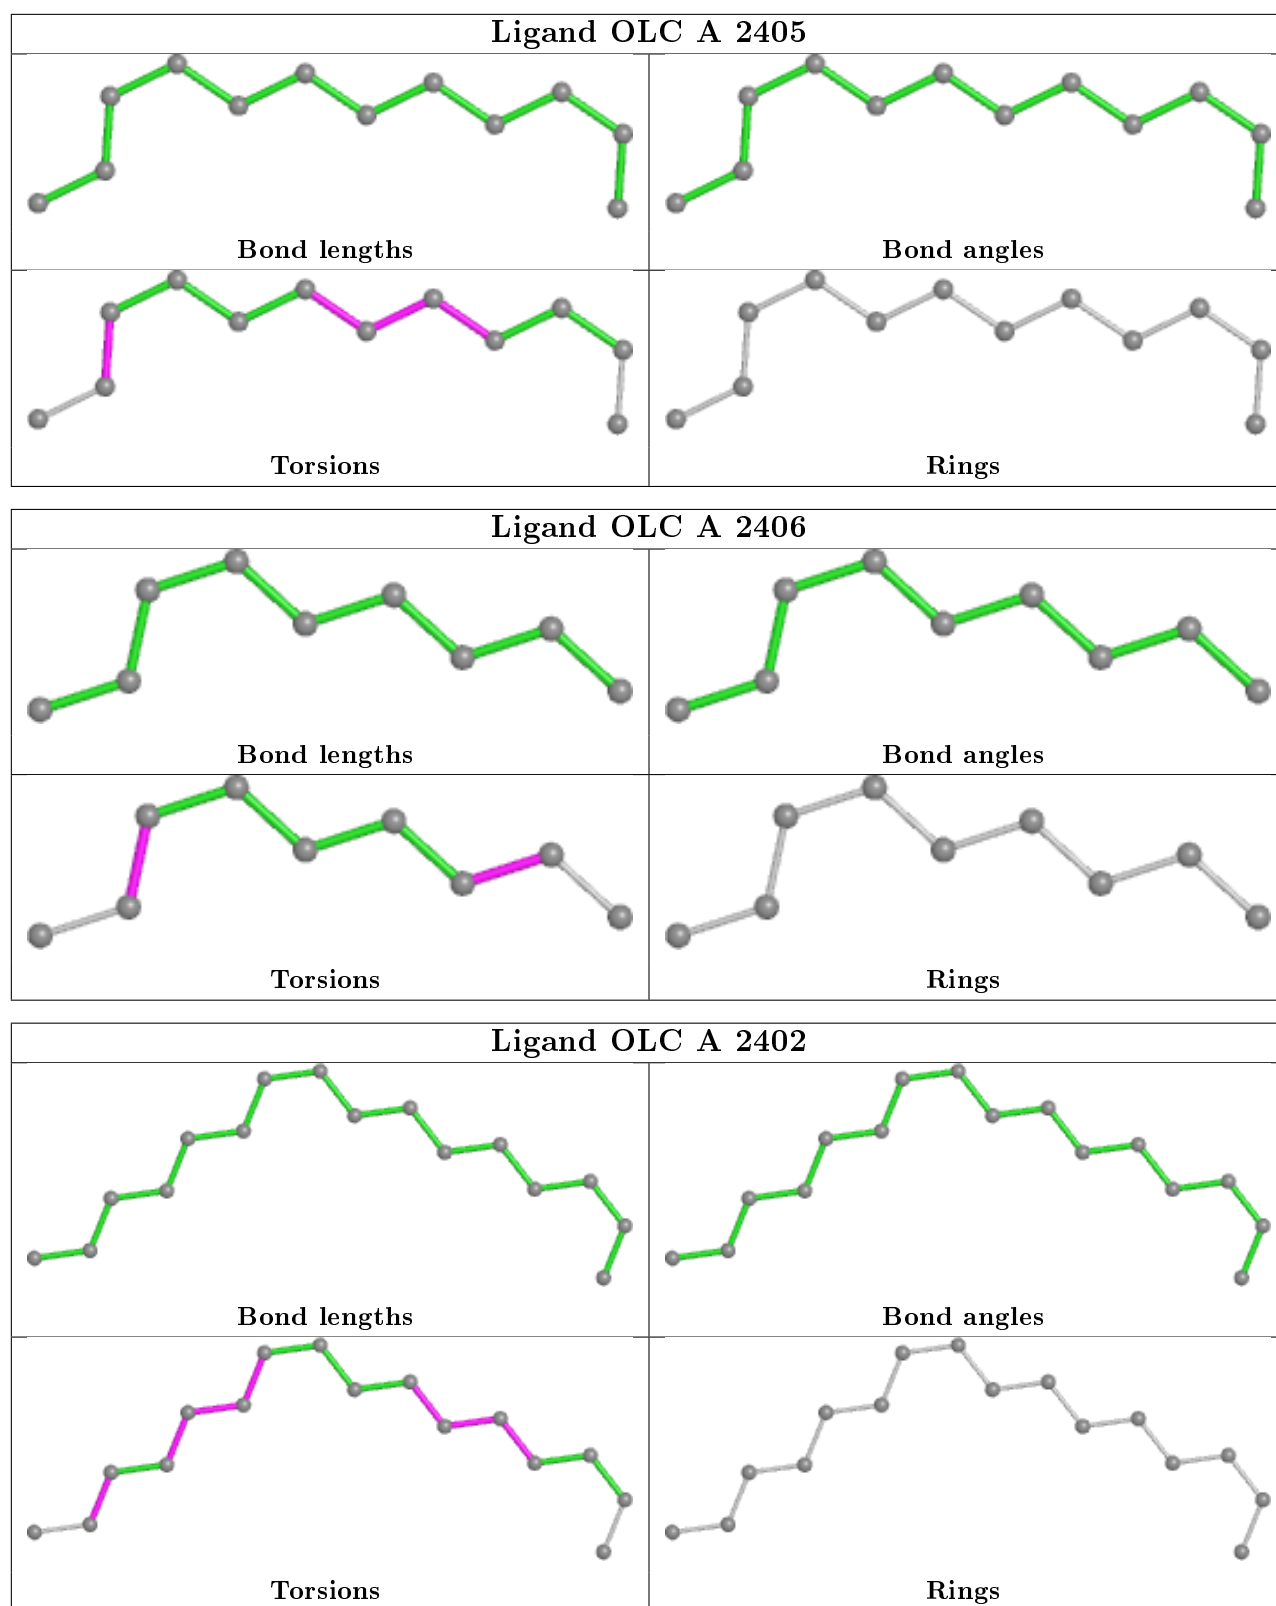 Ligand OLC A 2405
Bond lengths
Bond angles
Torsions
Rings
Ligand OLC A 2406
Bond lengths
Bond angles
Torsions
Rings
Ligand OLC A 2402
Bond lengths
Bond angles
Torsions
Rings